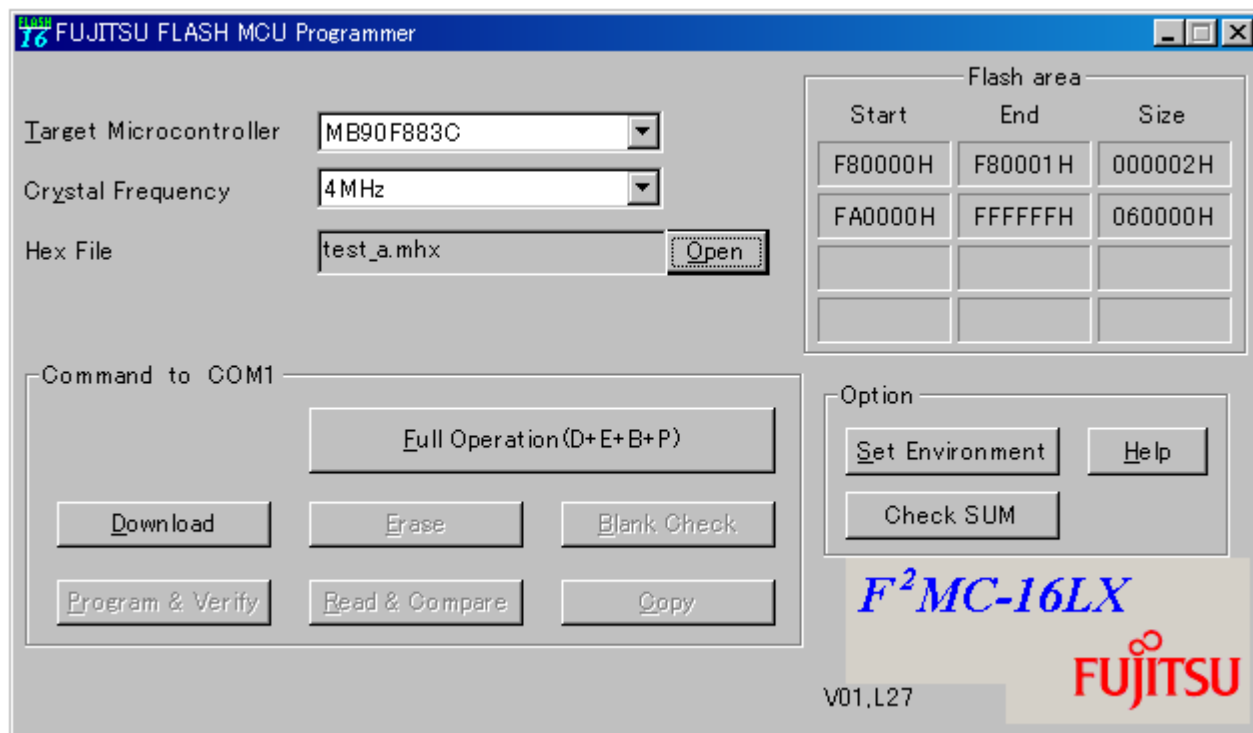 FLASH
16 FUJITSU FLASH MCU Programmer
Target Microcontroller MB90F883C
Crystal Frequency 4MHz
Hex File test_a.mhx Open
Flash area
Start End Size
F80000H F80001H 000002H
FA0000H FFFFFFH 060000H
Command to COM1
Full Operation(D+E+B+P)
Download Erase Blank Check
Program & Verify Read & Compare Copy
Option
Set Environment Help
Check SUM
F²MC-16LX
FUJITSU
V01,L27